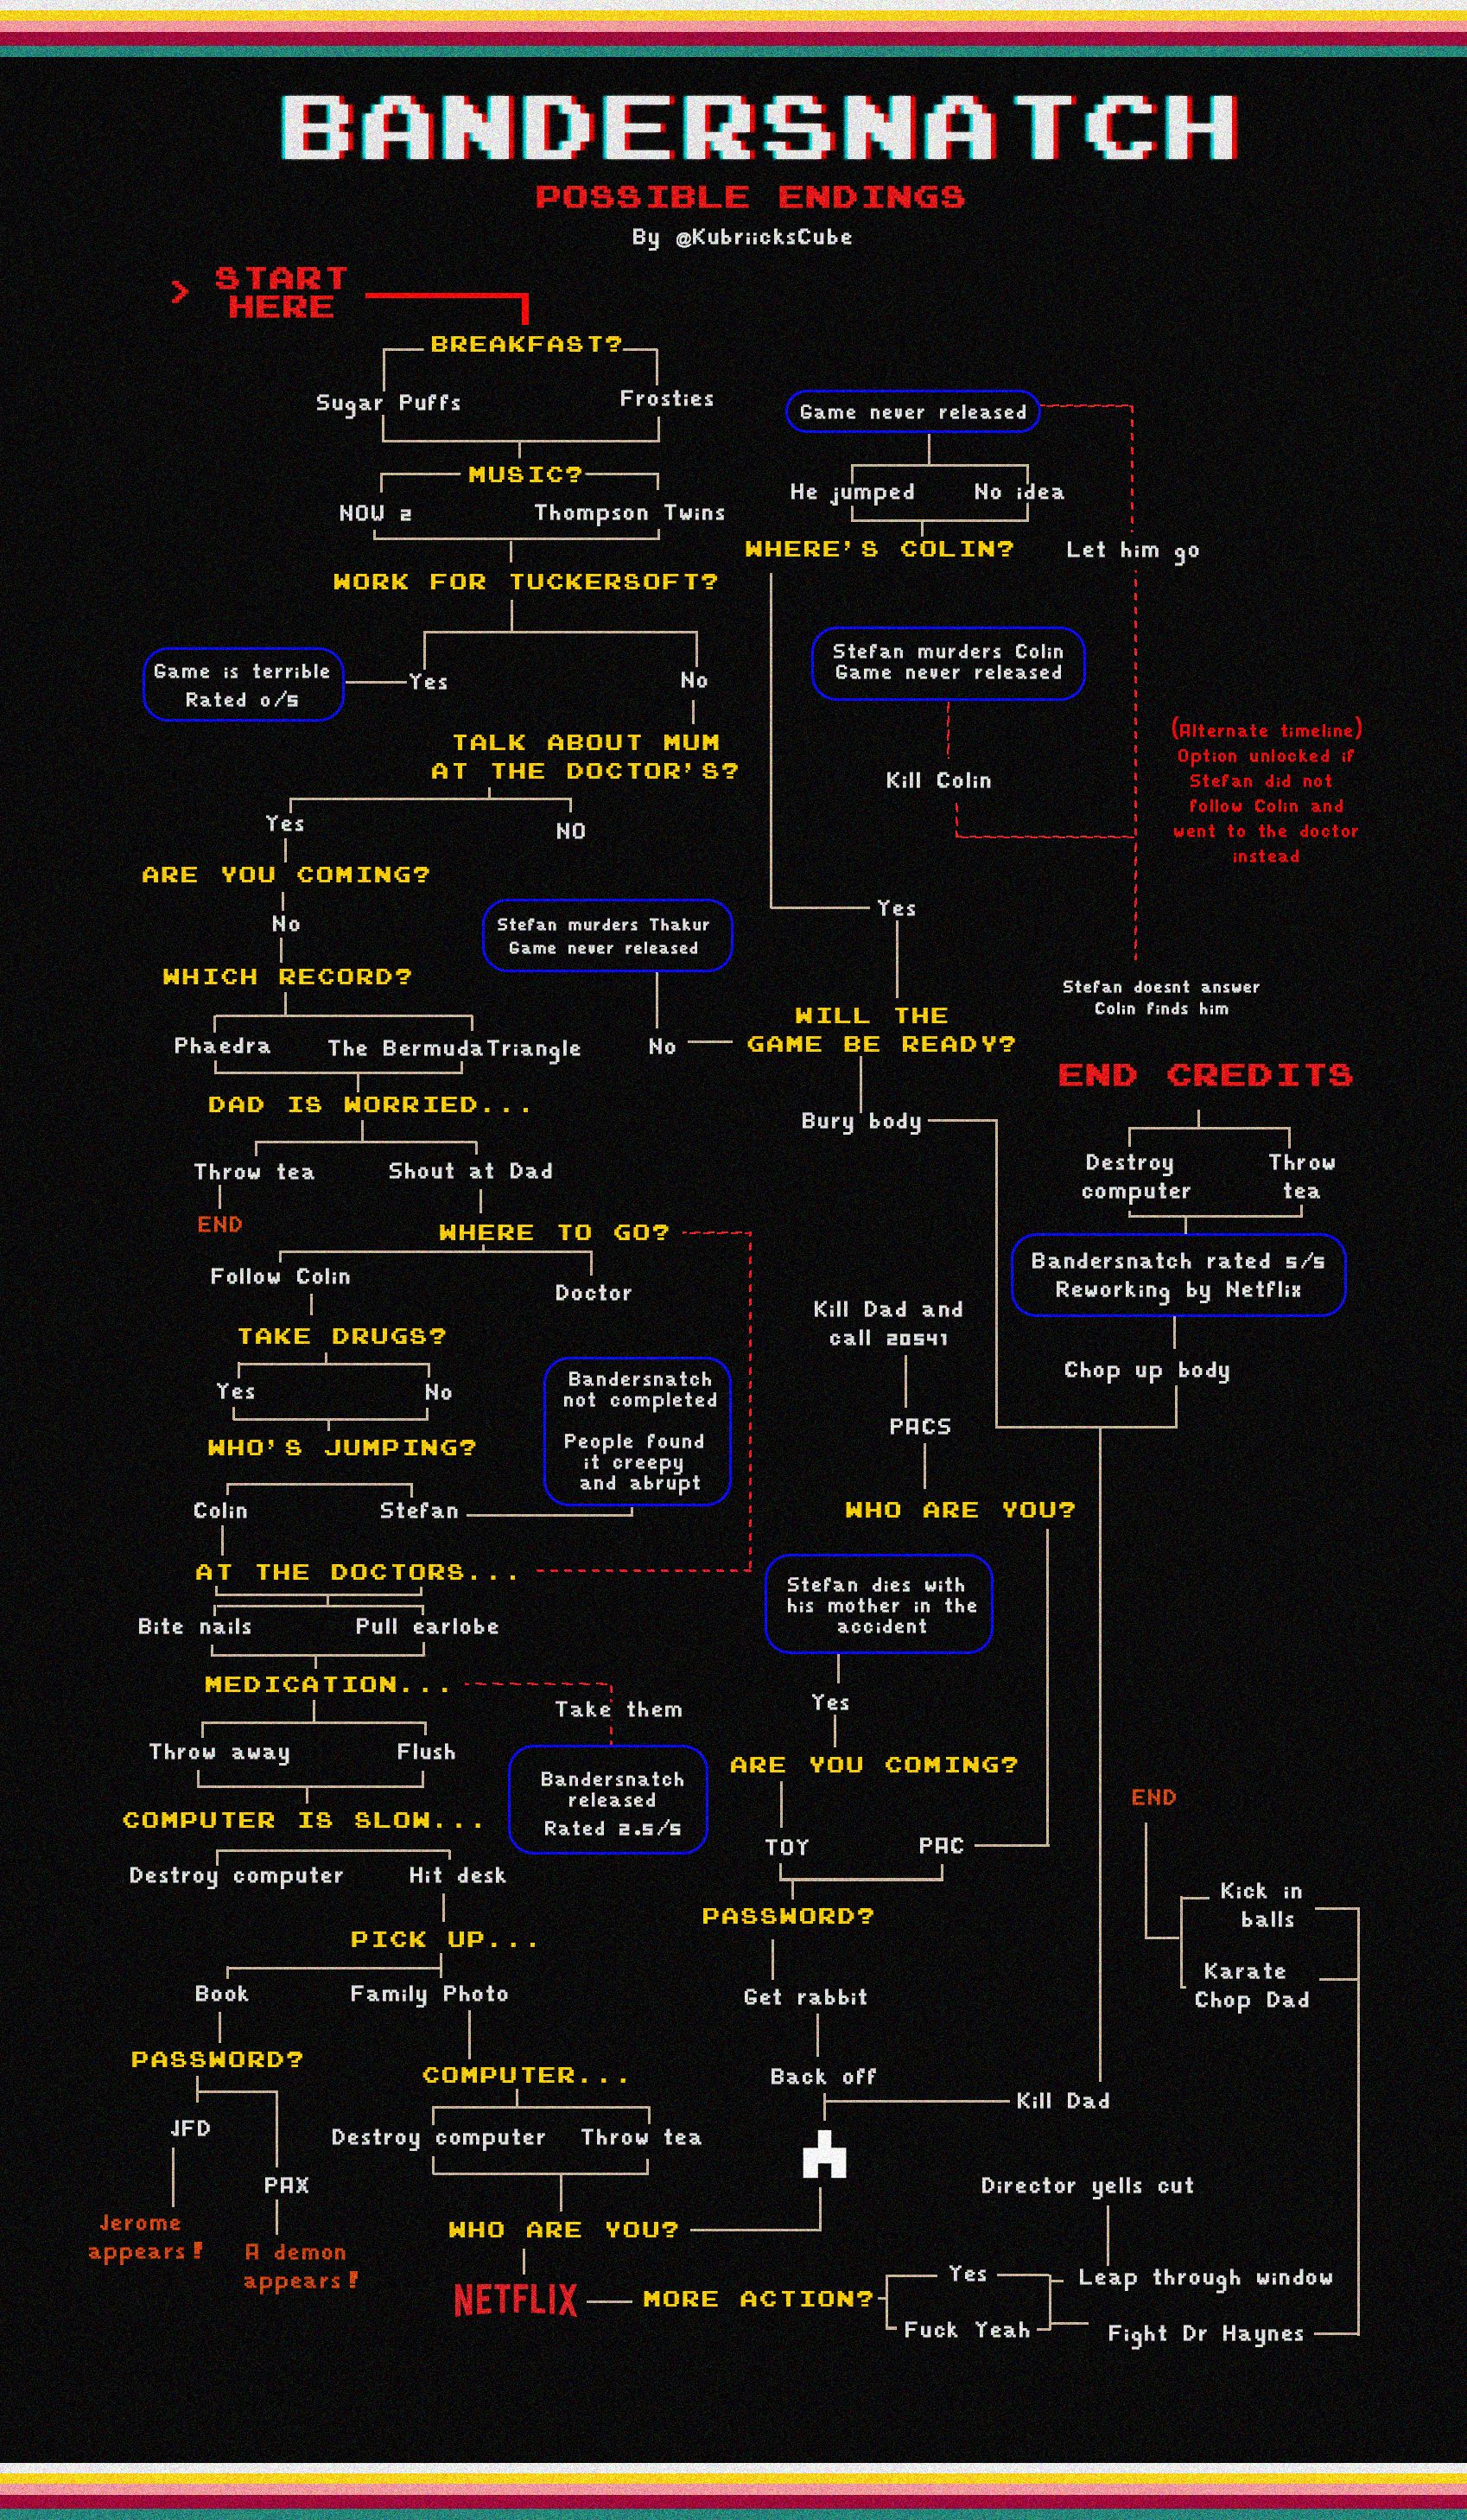 BANDERSNATCH
POSSIBLE ENDINGS
By @KubriicksCube
> START
HERE
BREAKFAST?
Sugar Puffs
Frosties
MUSIC?
NOW 2
Thompson Twins
WORK FOR TUCKERSOFT?
Game is terrible
Rated 0/5
Yes
No
TALK ABOUT MUM
AT THE DOCTOR'S?
Yes
NO
ARE YOU COMING?
No
WHICH RECORD?
Phaedra
The Bermuda Triangle
DAD IS WORRIED...
Throw tea
Shout at Dad
END
WHERE TO GO?
Follow Colin
Doctor
TAKE DRUGS?
Yes
No
WHO'S JUMPING?
Colin
Stefan
Bandersnatch
not completed
People found
it creepy
and abrupt
AT THE DOCTORS...
Bite nails
Pull earlobe
MEDICATION...
Take them
Throw away
Flush
Bandersnatch
released
Rated 2.5/5
COMPUTER IS SLOW...
Destroy computer
Hit desk
PICK UP...
Book
Family Photo
PASSWORD?
JFD
PAX
Jerome
appears!
A demon
appears!
COMPUTER...
Destroy computer
Throw tea
WHO ARE YOU?
NETFLIX
MORE ACTION?
Yes
Fuck Yeah
Leap through window
Director yells cut
Fight Dr Haynes
Kick in
balls
Karate
Chop Dad
END
Game never released
He jumped
No idea
WHERE'S COLIN?
Let him go
Stefan murders Colin
Game never released
Kill Colin
(Alternate timeline)
Option unlocked if
Stefan did not
follow Colin and
went to the doctor
instead
Yes
Stefan murders Thakur
Game never released
No
WILL THE
GAME BE READY?
Stefan doesnt answer
Colin finds him
Bury body
END CREDITS
Destroy
computer
Throw
tea
Bandersnatch rated 5/5
Reworking by Netflix
Chop up body
Kill Dad and
call 20541
PACS
WHO ARE YOU?
Stefan dies with
his mother in the
accident
Yes
ARE YOU COMING?
TOY
PAC
PASSWORD?
Get rabbit
Back off
Kill Dad